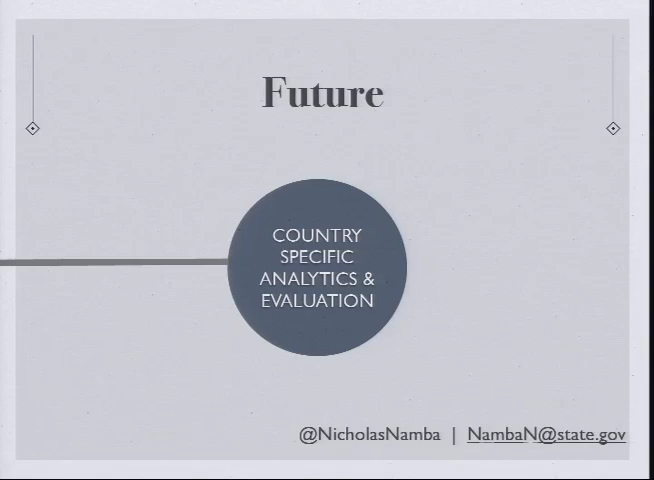 Future
COUNTRY
SPECIFIC
ANALYTICS &
EVALUATION
@NicholasNamba | NambaN@state.gov